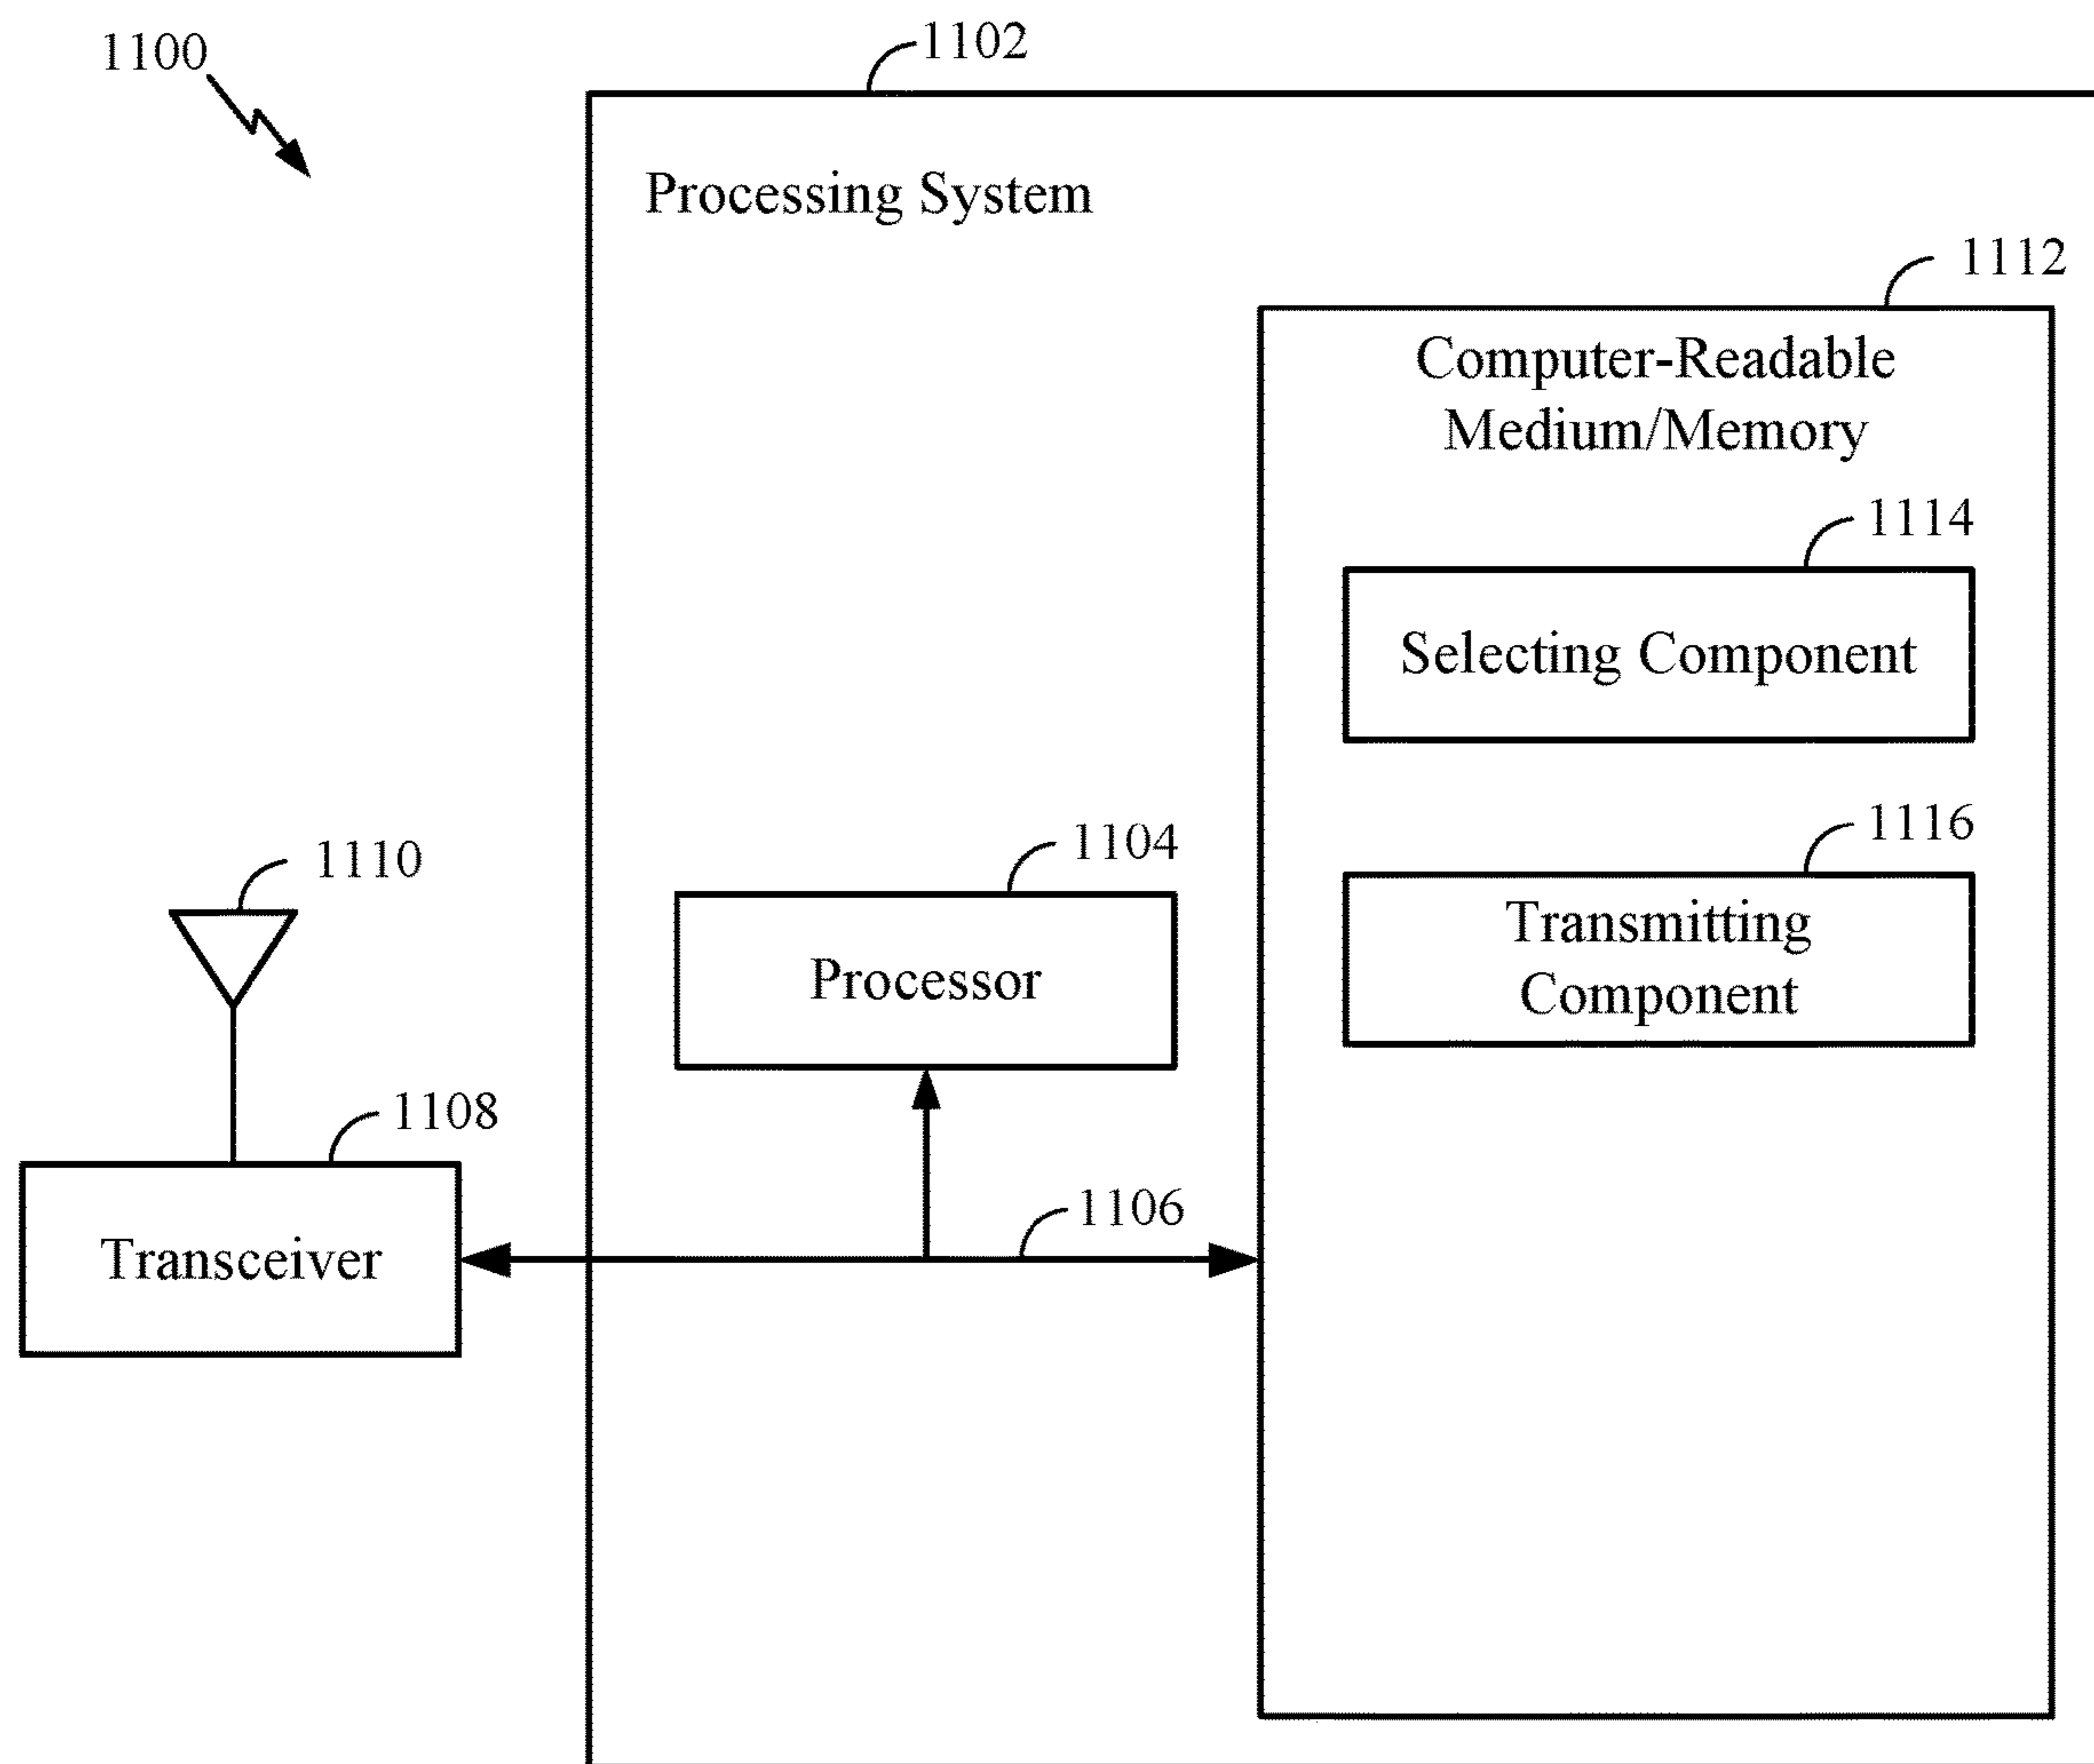 1100
1102
Processing System
1112
Computer-Readable
Medium/Memory
1114
Selecting Component
1116
Transmitting
Component
1104
Processor
1110
1108
Transceiver
1106